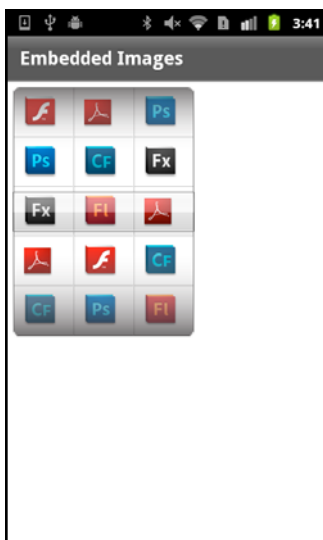 3:41
Embedded Images
Ps
Ps CF Fx
Fx Fl
CF
CF Ps Fl